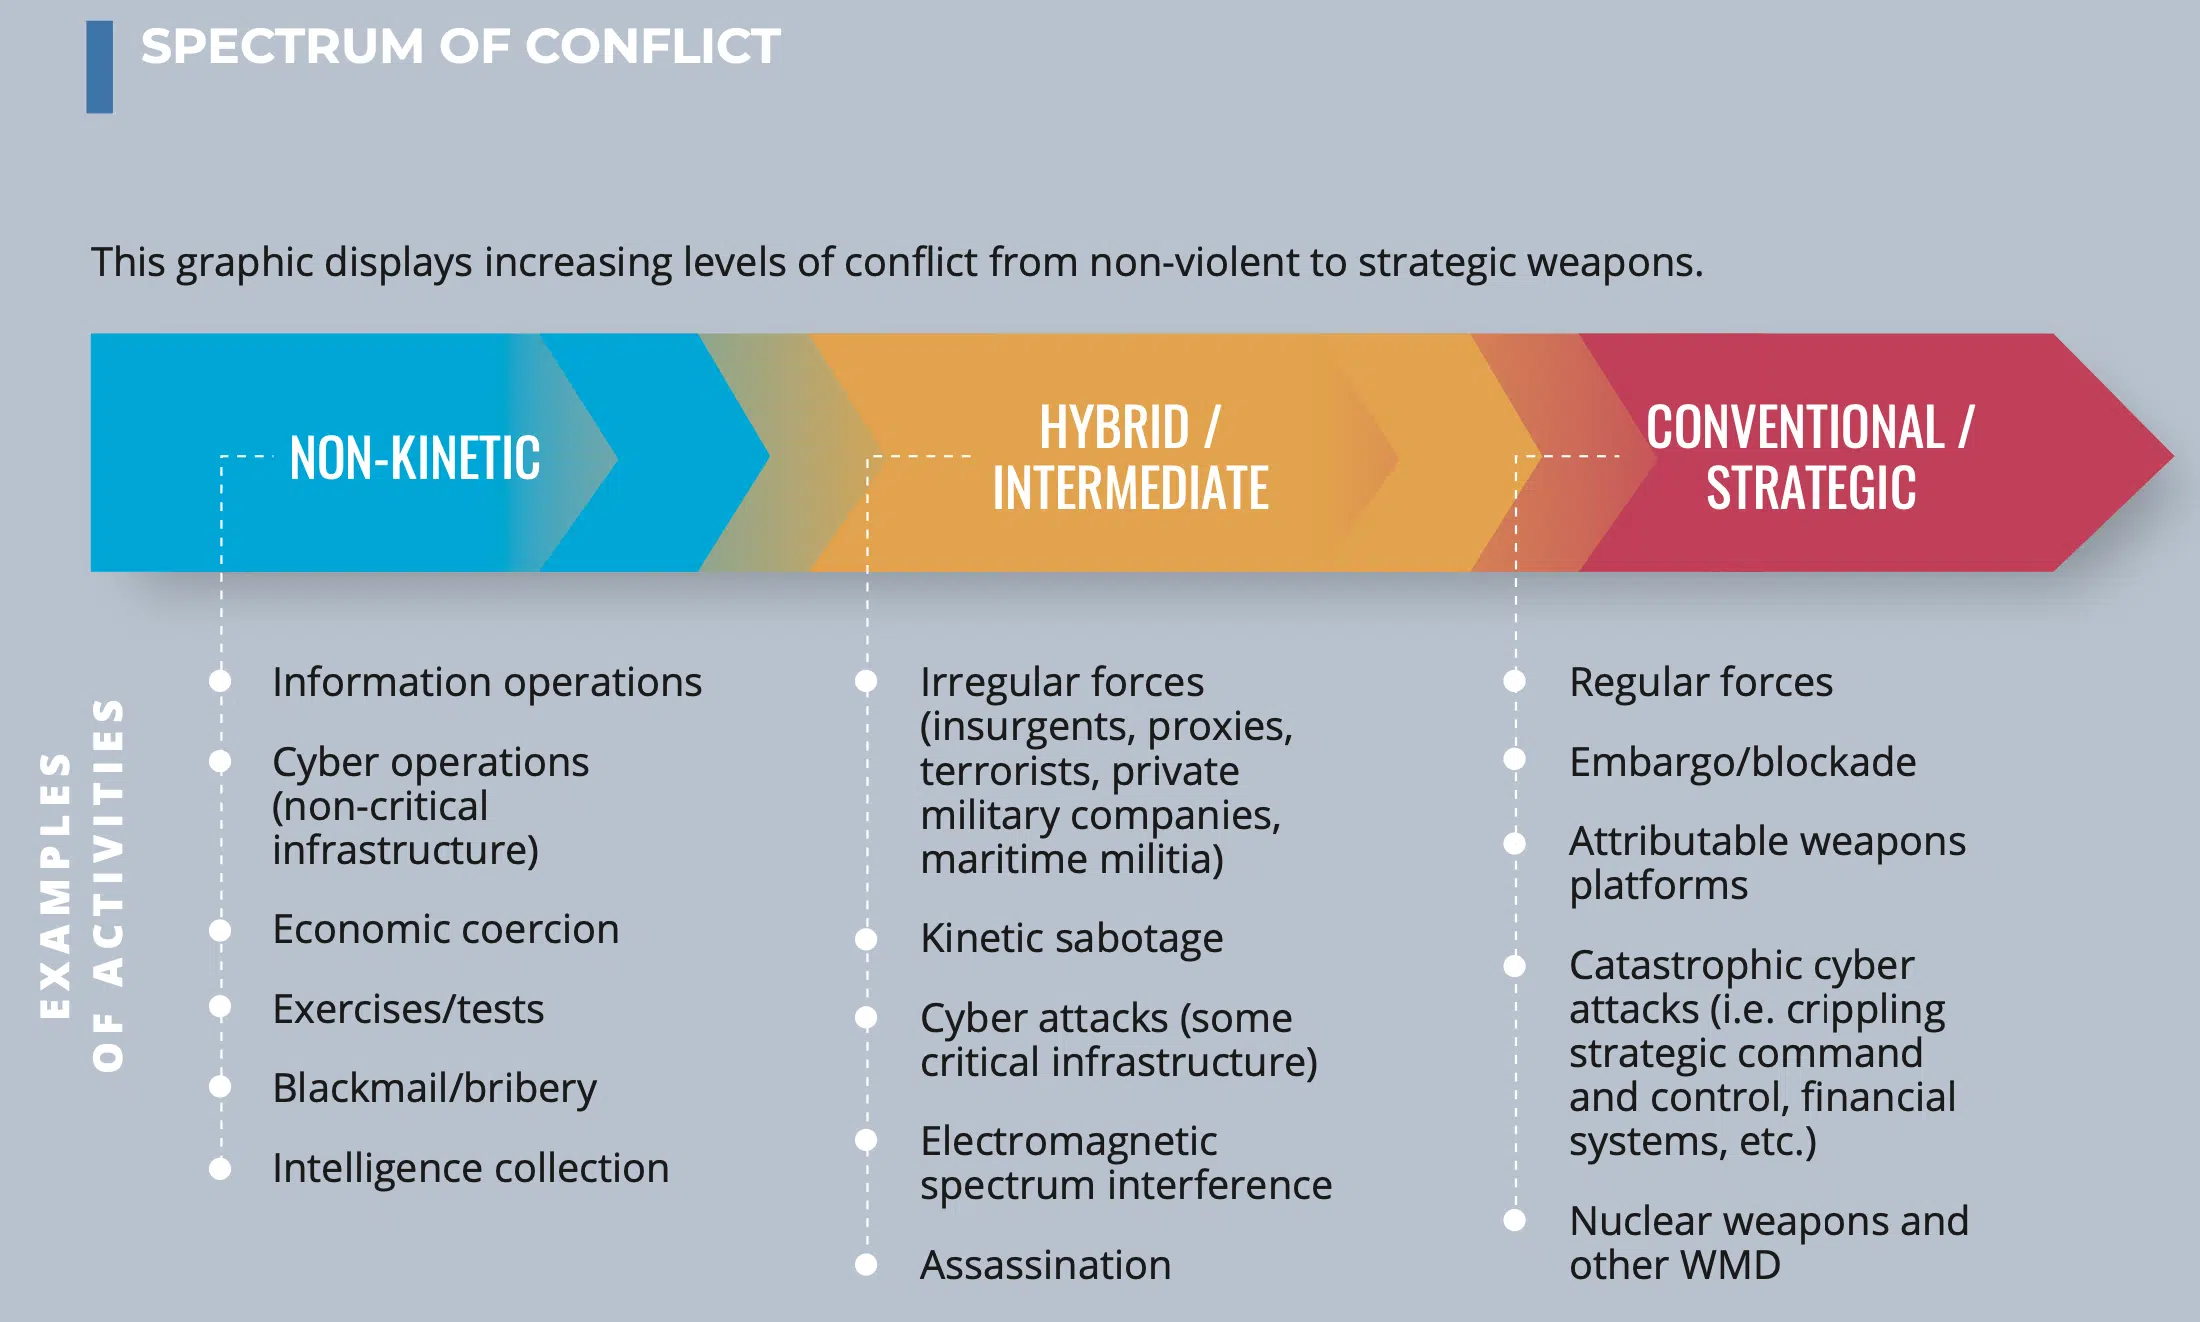 SPECTRUM OF CONFLICT
This graphic displays increasing levels of conflict from non-violent to strategic weapons.
NON-KINETIC
HYBRID /
INTERMEDIATE
CONVENTIONAL /
STRATEGIC
EXAMPLES
OF ACTIVITIES
Information operations
Cyber operations
(non-critical
infrastructure)
Economic coercion
Exercises/tests
Blackmail/bribery
Intelligence collection
Irregular forces
(insurgents, proxies,
terrorists, private
military companies,
maritime militia)
Kinetic sabotage
Cyber attacks (some
critical infrastructure)
Electromagnetic
spectrum interference
Assassination
Regular forces
Embargo/blockade
Attributable weapons
platforms
Catastrophic cyber
attacks (i.e. crippling
strategic command
and control, financial
systems, etc.)
Nuclear weapons and
other WMD